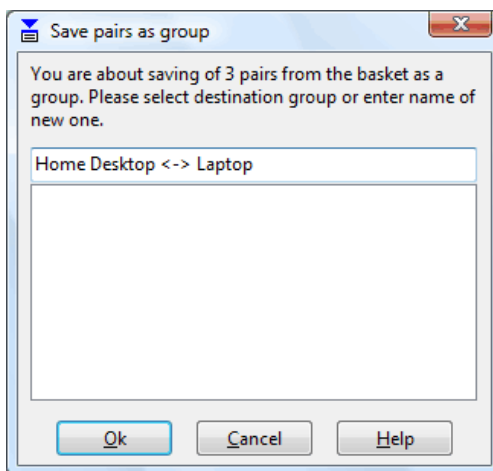 Save pairs as group
You are about saving of 3 pairs from the basket as a
group. Please select destination group or enter name of
new one.
Home Desktop <-> Laptop
Ok Cancel Help